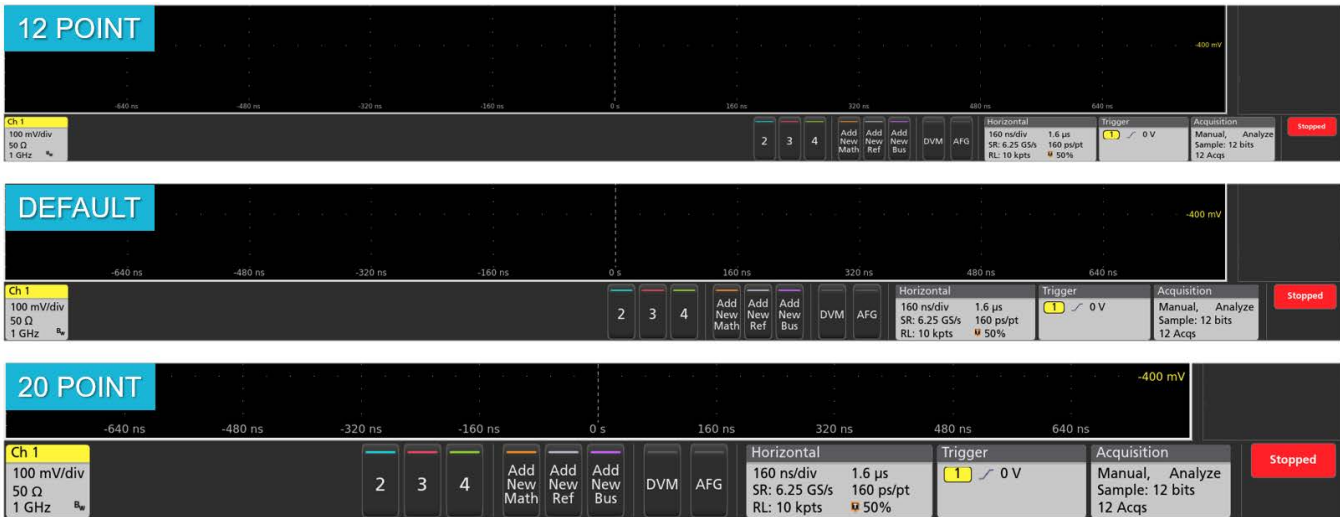 12 POINT
-400 mV
-640 ns -480 ns -320 ns -160 ns 0 s 160 ns 320 ns 480 ns 640 ns
Ch 1
100 mV/div
50 Ω
1 GHz Bw
2 3 4
Add New Math
Add New Ref
Add New Bus
DVM AFG
Horizontal
160 ns/div 1.6 µs
SR: 6.25 GS/s 160 ps/pt
RL: 10 kpts 50%
Trigger
1 0 V
Acquisition
Manual, Analyze
Sample: 12 bits
12 Acqs
Stopped
DEFAULT
-400 mV
-640 ns -480 ns -320 ns -160 ns 0 s 160 ns 320 ns 480 ns 640 ns
Ch 1
100 mV/div
50 Ω
1 GHz Bw
2 3 4
Add New Math
Add New Ref
Add New Bus
DVM AFG
Horizontal
160 ns/div 1.6 µs
SR: 6.25 GS/s 160 ps/pt
RL: 10 kpts 50%
Trigger
1 0 V
Acquisition
Manual, Analyze
Sample: 12 bits
12 Acqs
Stopped
20 POINT
-400 mV
-640 ns -480 ns -320 ns -160 ns 0 s 160 ns 320 ns 480 ns 640 ns
Ch 1
100 mV/div
50 Ω
1 GHz Bw
2 3 4
Add New Math
Add New Ref
Add New Bus
DVM AFG
Horizontal
160 ns/div 1.6 µs
SR: 6.25 GS/s 160 ps/pt
RL: 10 kpts 50%
Trigger
1 0 V
Acquisition
Manual, Analyze
Sample: 12 bits
12 Acqs
Stopped